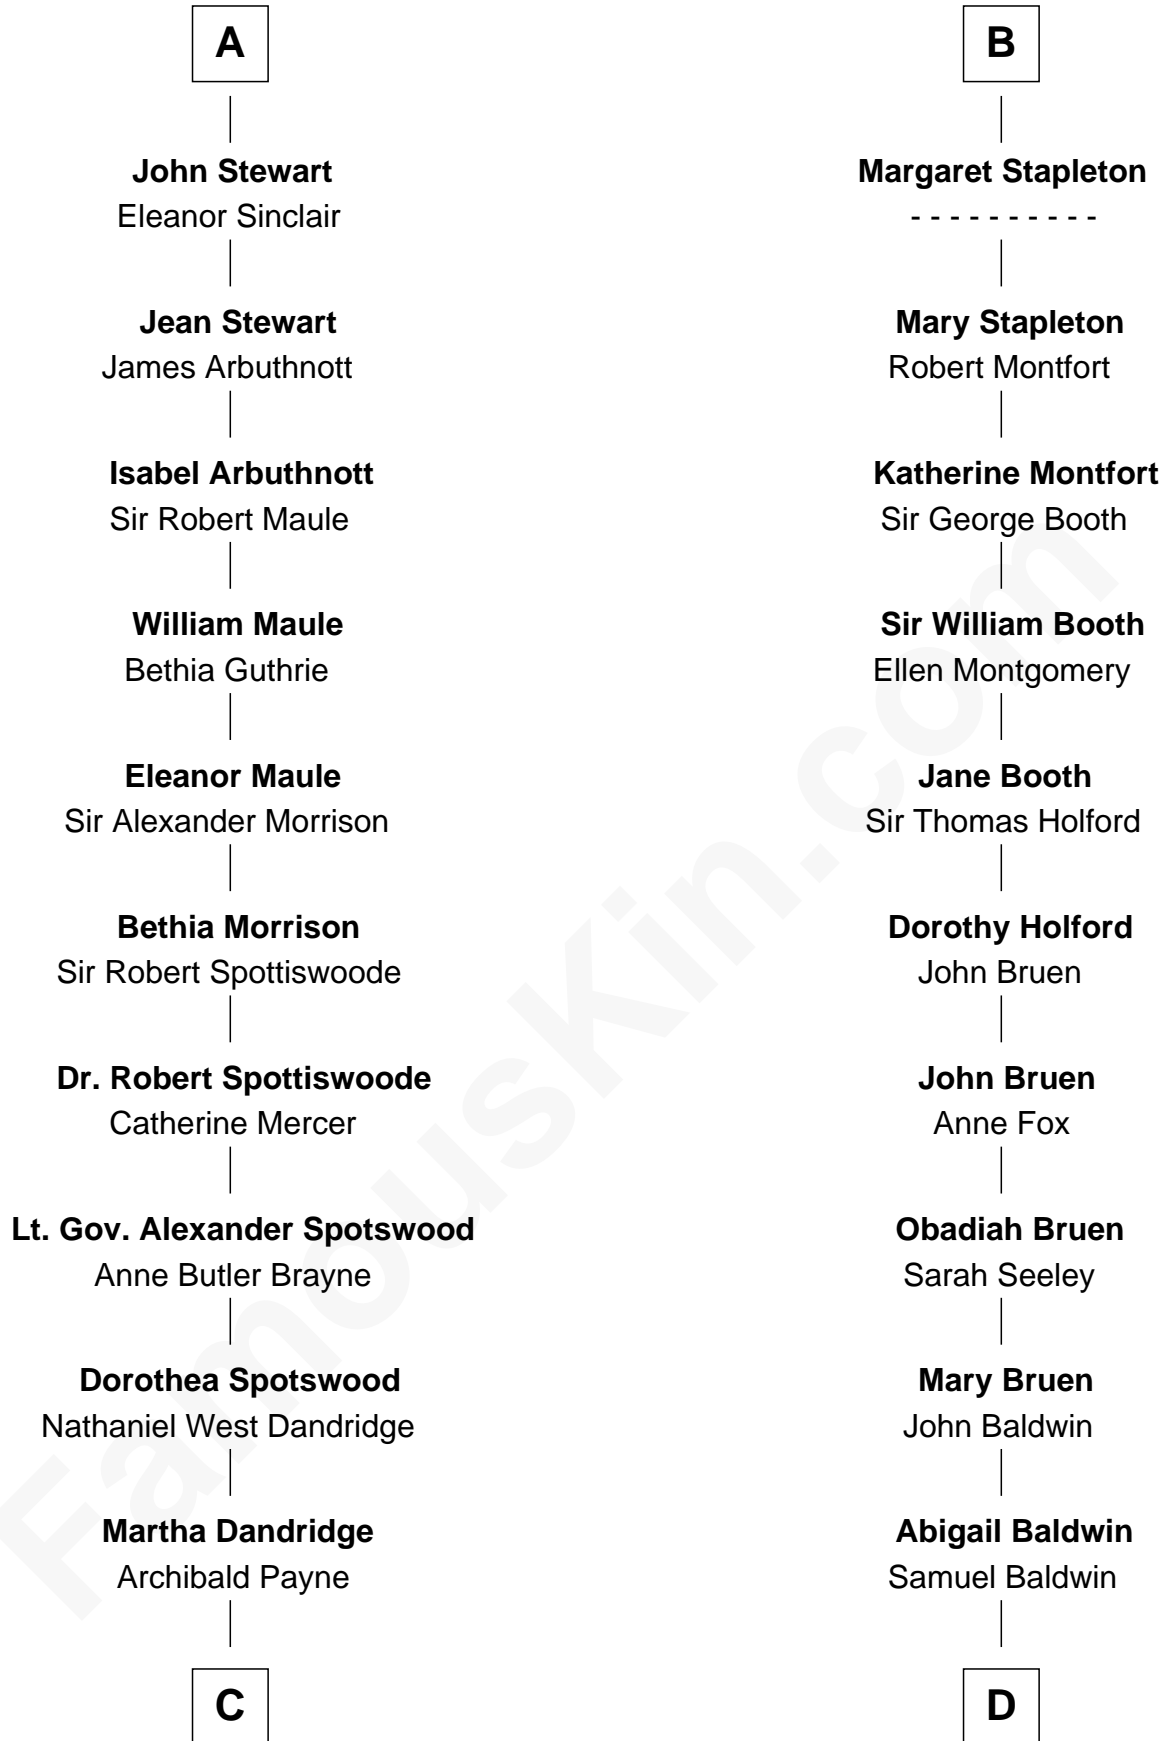 A
John Stewart
Eleanor Sinclair
Jean Stewart
James Arbuthnott
Isabel Arbuthnott
Sir Robert Maule
William Maule
Bethia Guthrie
Eleanor Maule
Sir Alexander Morrison
Bethia Morrison
Sir Robert Spottiswoode
Dr. Robert Spottiswoode
Catherine Mercer
Lt. Gov. Alexander Spotswood
Anne Butler Brayne
Dorothea Spotswood
Nathaniel West Dandridge
Martha Dandridge
Archibald Payne
C
B
Margaret Stapleton
- - - - - - - - - -
Mary Stapleton
Robert Montfort
Katherine Montfort
Sir George Booth
Sir William Booth
Ellen Montgomery
Jane Booth
Sir Thomas Holford
Dorothy Holford
John Bruen
John Bruen
Anne Fox
Obadiah Bruen
Sarah Seeley
Mary Bruen
John Baldwin
Abigail Baldwin
Samuel Baldwin
D
FamousKin.com